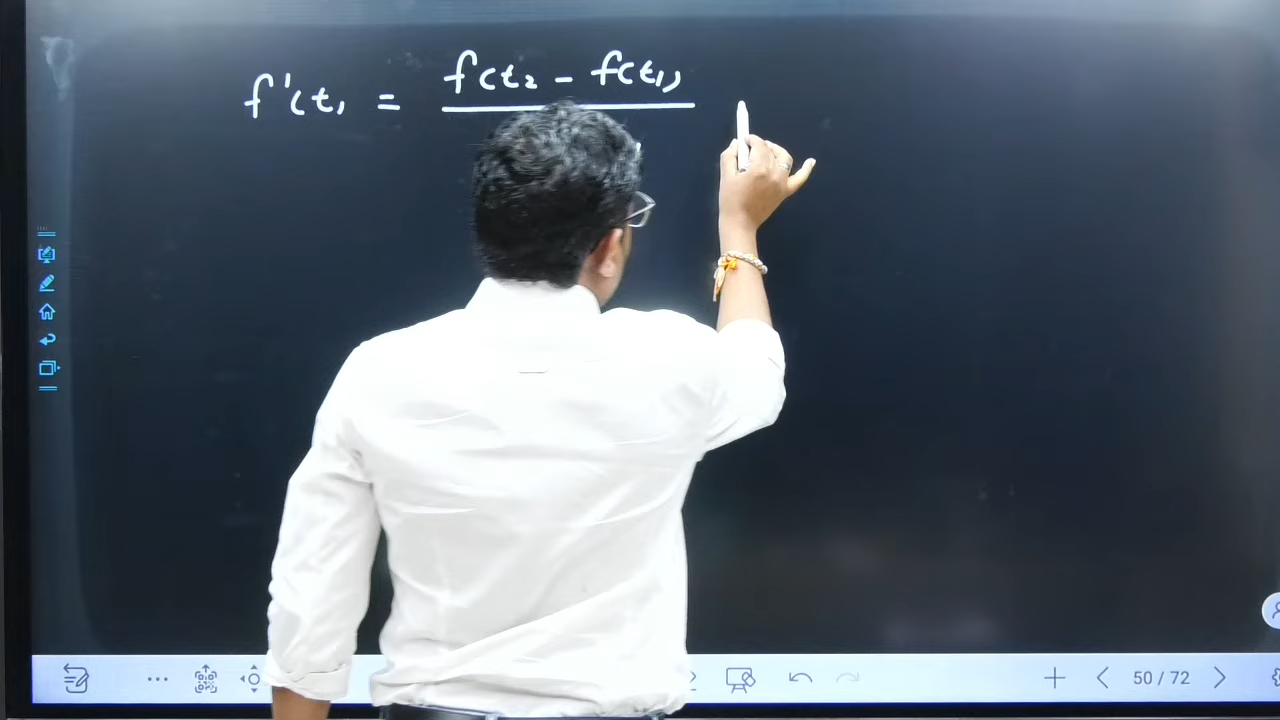 f'(t₁ = f(t₂ - f(t₁)
50 / 72